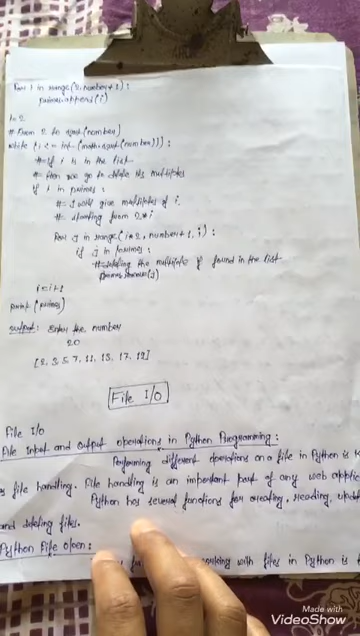 for i in range(2, number+1):
primes.append(i)
i=2
# from 2 to sqrt(number)
while (i <= int(math.sqrt(number))):
# if i is in the list
# then we go to delete its multiples
if i in primes:
# j will give multiples of i
# starting from 2*i
for j in range(i*2, number+1, i):
if j in primes:
# deleting the multiple if found in the list
primes.remove(j)
i=i+1
print(primes)
output: Enter the number
20
[2, 3, 5, 7, 11, 13, 17, 19]
File I/O
File I/O
File Input and Output operations in Python Programming:
Performing different operations on a file in Python is
file handling. File handling is an important part of any web
Python has several functions for creating, reading,
and deleting files.
Python File Open:
working with files in Python is
Made with
VideoShow